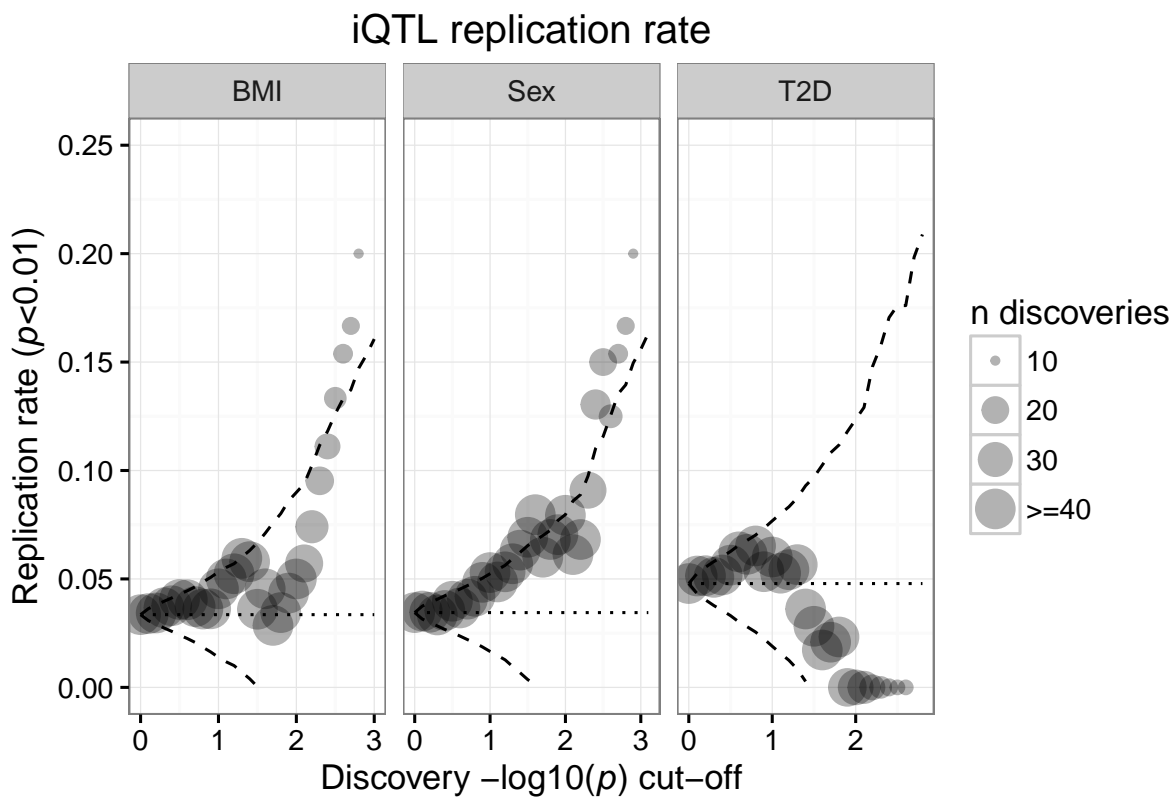 iQTL replication rate
BMI Sex T2D
Replication rate (p<0.01)
0.25
0.20
0.15
0.10
0.05
0.00
0 1 2 3 0 1 2 3 0 1 2
Discovery −log10(p) cut−off
n discoveries
10
20
30
>=40